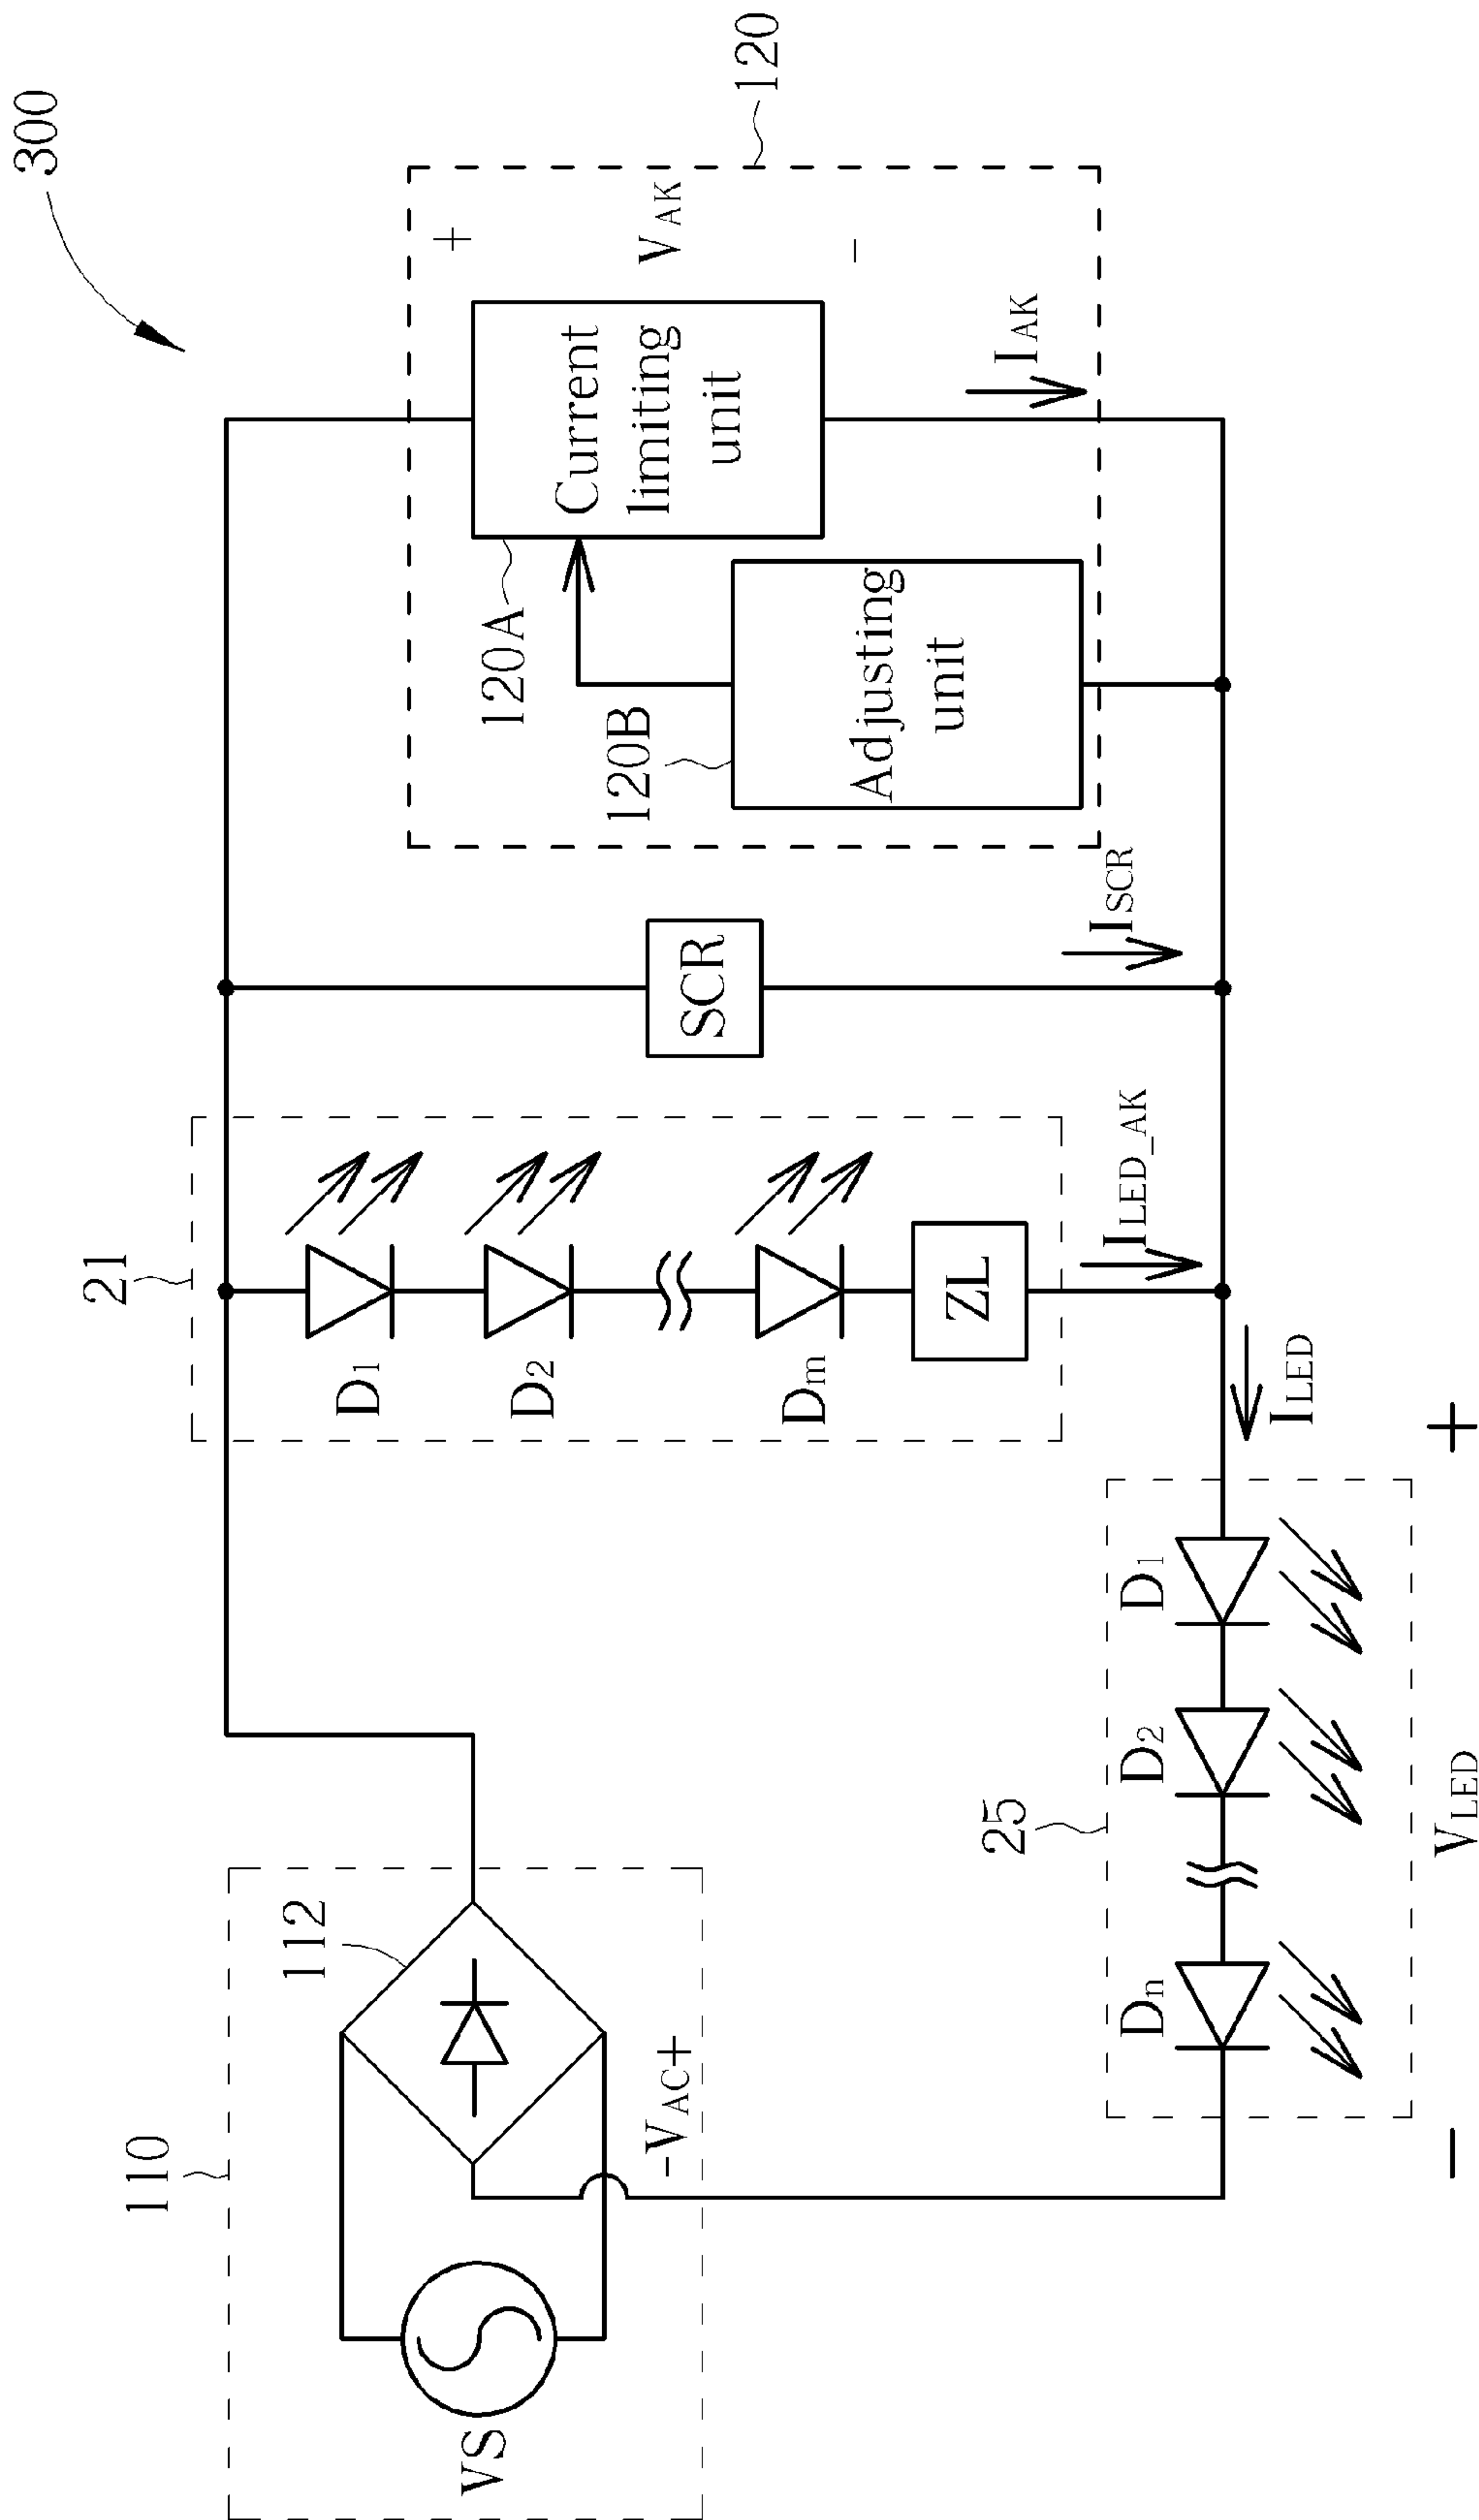 300
110
112
VS
-VAC+
21
D1
D2
Dm
ZL
ILED_AK
SCR
ISCR
120
120A
Current
limiting
unit
120B
Adjusting
unit
+
VAK
-
IAK
ILED
25
Dn
D2
D1
-
VLED
+